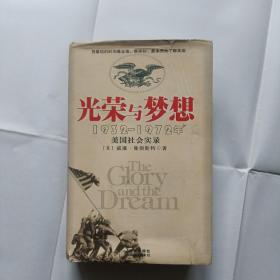 光荣与梦想
1932-1972年
美国社会实录
〔美〕威廉·曼彻斯特 著
The
Glory
and the
Dream